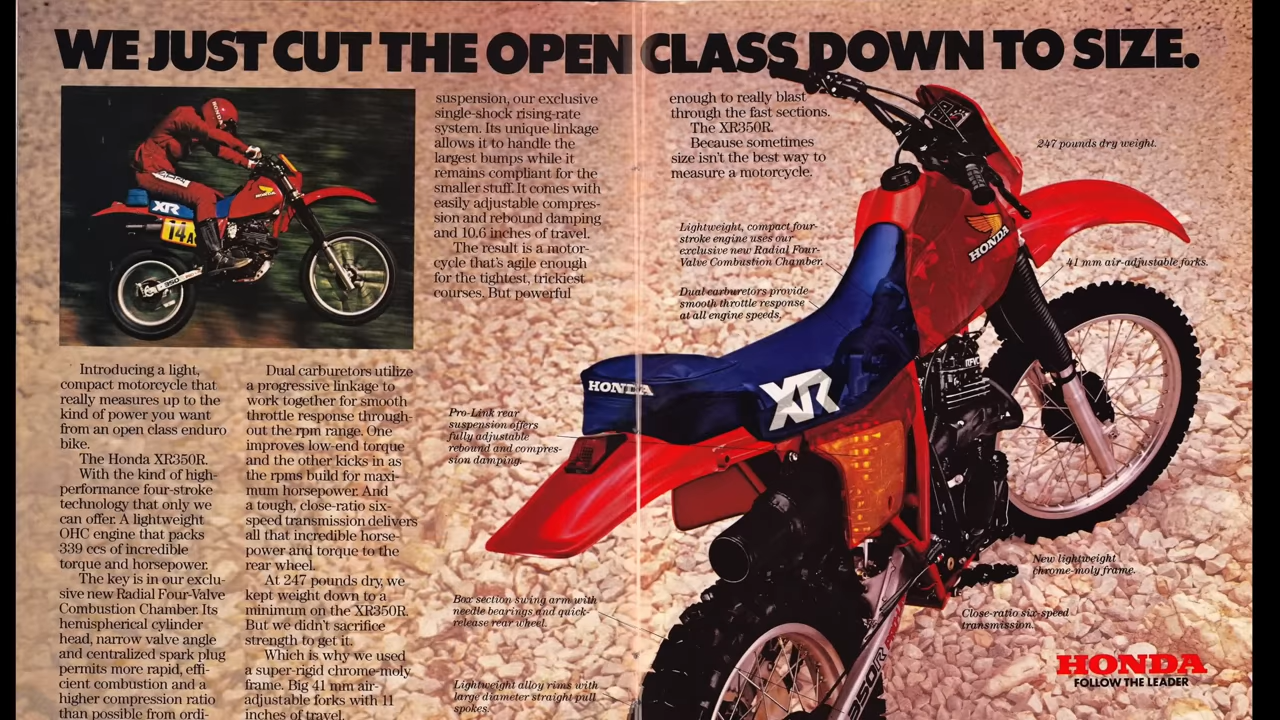 WE JUST CUT THE OPEN CLASS DOWN TO SIZE.
HONDA
XR
14A
350
Introducing a light,
compact motorcycle that
really measures up to the
kind of power you want
from an open class enduro
bike.
The Honda XR350R.
With the kind of high-
performance four-stroke
technology that only we
can offer. A lightweight
OHC engine that packs
339 ccs of incredible
torque and horsepower.
The key is in our exclu-
sive new Radial Four-Valve
Combustion Chamber. Its
hemispherical cylinder
head, narrow valve angle
and centralized spark plug
permits more rapid, effi-
cient combustion and a
higher compression ratio
than possible from ordi-
Dual carburetors utilize
a progressive linkage to
work together for smooth
throttle response through-
out the rpm range. One
improves low-end torque
and the other kicks in as
the rpms build for maxi-
mum horsepower. And
a tough, close-ratio six-
speed transmission delivers
all that incredible horse-
power and torque to the
rear wheel.
At 247 pounds dry, we
kept weight down to a
minimum on the XR350R.
But we didn't sacrifice
strength to get it.
Which is why we used
a super-rigid chrome-moly
frame. Big 41 mm air-
adjustable forks with 11
inches of travel.
suspension, our exclusive
single-shock rising-rate
system. Its unique linkage
allows it to handle the
largest bumps while it
remains compliant for the
smaller stuff. It comes with
easily adjustable compres-
sion and rebound damping
and 10.6 inches of travel.
The result is a motor-
cycle that's agile enough
for the tightest, trickiest
courses. But powerful
enough to really blast
through the fast sections.
The XR350R.
Because sometimes
size isn't the best way to
measure a motorcycle.
247 pounds dry weight.
Lightweight, compact four-
stroke engine uses our
exclusive new Radial Four-
Valve Combustion Chamber.
41 mm air-adjustable forks.
Dual carburetors provide
smooth throttle response
at all engine speeds.
HONDA
HONDA
XR
Pro-Link rear
suspension offers
fully adjustable
rebound and compres-
sion damping.
New lightweight
chrome-moly frame.
Box section swing arm with
needle bearings and quick-
release rear wheel.
Close-ratio six-speed
transmission.
Lightweight alloy rims with
large diameter straight pull
spokes.
350R
HONDA
FOLLOW THE LEADER